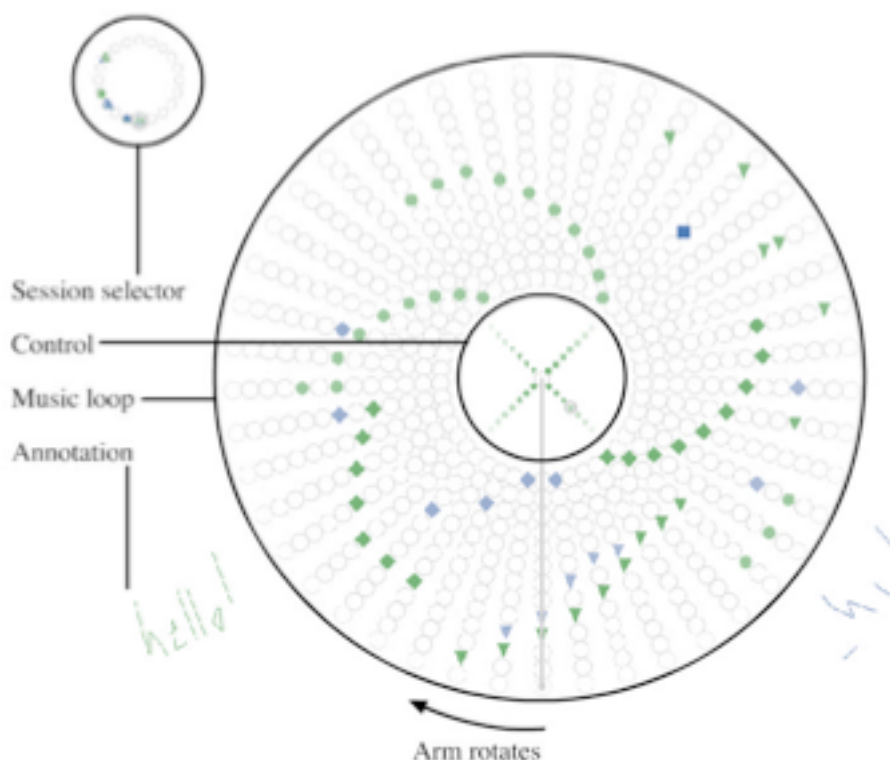 Session selector
Control
Music loop
Annotation
hello!
Arm rotates